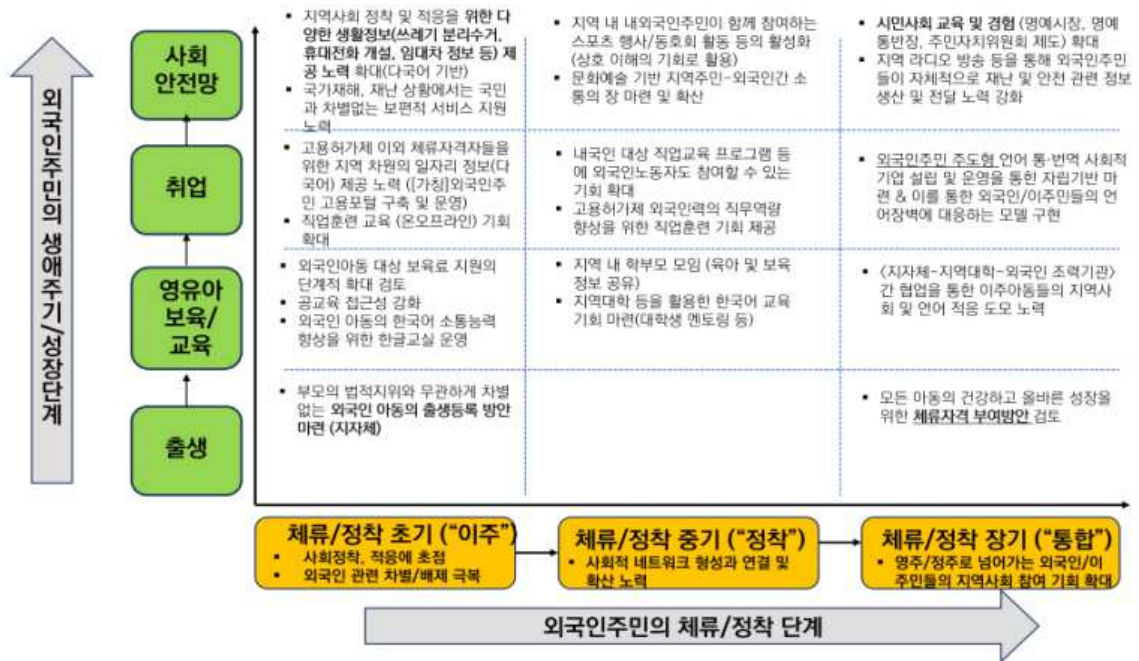 외국인주민의 생애주기/성장단계
사회
안전망
▪ 지역사회 정착 및 적응을 위한 다
양한 생활정보(쓰레기 분리수거,
휴대전화 개설, 임대차 정보 등) 제
공 노력 확대(다국어 기반)
▪ 국가재해, 재난 상황에서는 국민
과 차별없는 보편적 서비스 지원
노력
▪ 지역 내 내외국인주민이 함께 참여하는
스포츠 행사/동호회 활동 등의 활성화
(상호 이해의 기회로 활용)
▪ 문화예술 기반 지역주민-외국인간 소
통의 장 마련 및 확산
▪ 시민사회 교육 및 경험 (명예시장, 명예
통반장, 주민자치위원회 제도) 확대
▪ 지역 라디오 방송 등을 통해 외국인주민
들이 자체적으로 재난 및 안전 관련 정보
생산 및 전달 노력 강화
취업
▪ 고용허가제 이외 체류자격자들을
위한 지역 차원의 일자리 정보(다
국어) 제공 노력 ([가칭]외국인주
민 고용포털 구축 및 운영)
▪ 직업훈련 교육 (온오프라인) 기회
확대
▪ 내국인 대상 직업교육 프로그램 등
에 외국인노동자도 참여할 수 있는
기회 확대
▪ 고용허가제 외국인력의 직무역량
향상을 위한 직업훈련 기회 제공
▪ 외국인주민 주도형 언어 통·번역 사회적
기업 설립 및 운영을 통한 자립기반 마
련 & 이를 통한 외국인/이주민들의 언
어장벽에 대응하는 모델 구현
영유아
보육/
교육
▪ 외국인아동 대상 보육료 지원의
단계적 확대 검토
▪ 공교육 접근성 강화
▪ 외국인 아동의 한국어 소통능력
향상을 위한 한글교실 운영
▪ 지역 내 학부모 모임 (육아 및 보육
정보 공유)
▪ 지역대학 등을 활용한 한국어 교육
기회 마련(대학생 멘토링 등)
▪ <지자체-지역대학-외국인 조력기관>
간 협업을 통한 이주아동들의 지역사
회 및 언어 적응 도모 노력
출생
▪ 부모의 법적지위와 무관하게 차별
없는 외국인 아동의 출생등록 방안
마련 (지자체)
▪ 모든 아동의 건강하고 올바른 성장을
위한 체류자격 부여방안 검토
체류/정착 초기 ("이주")
▪ 사회정착, 적응에 초점
▪ 외국인 관련 차별/배제 극복
체류/정착 중기 ("정착")
▪ 사회적 네트워크 형성과 연결 및
확산 노력
체류/정착 장기 ("통합")
▪ 영주/정주로 넘어가는 외국인/이
주민들의 지역사회 참여 기회 확대
외국인주민의 체류/정착 단계